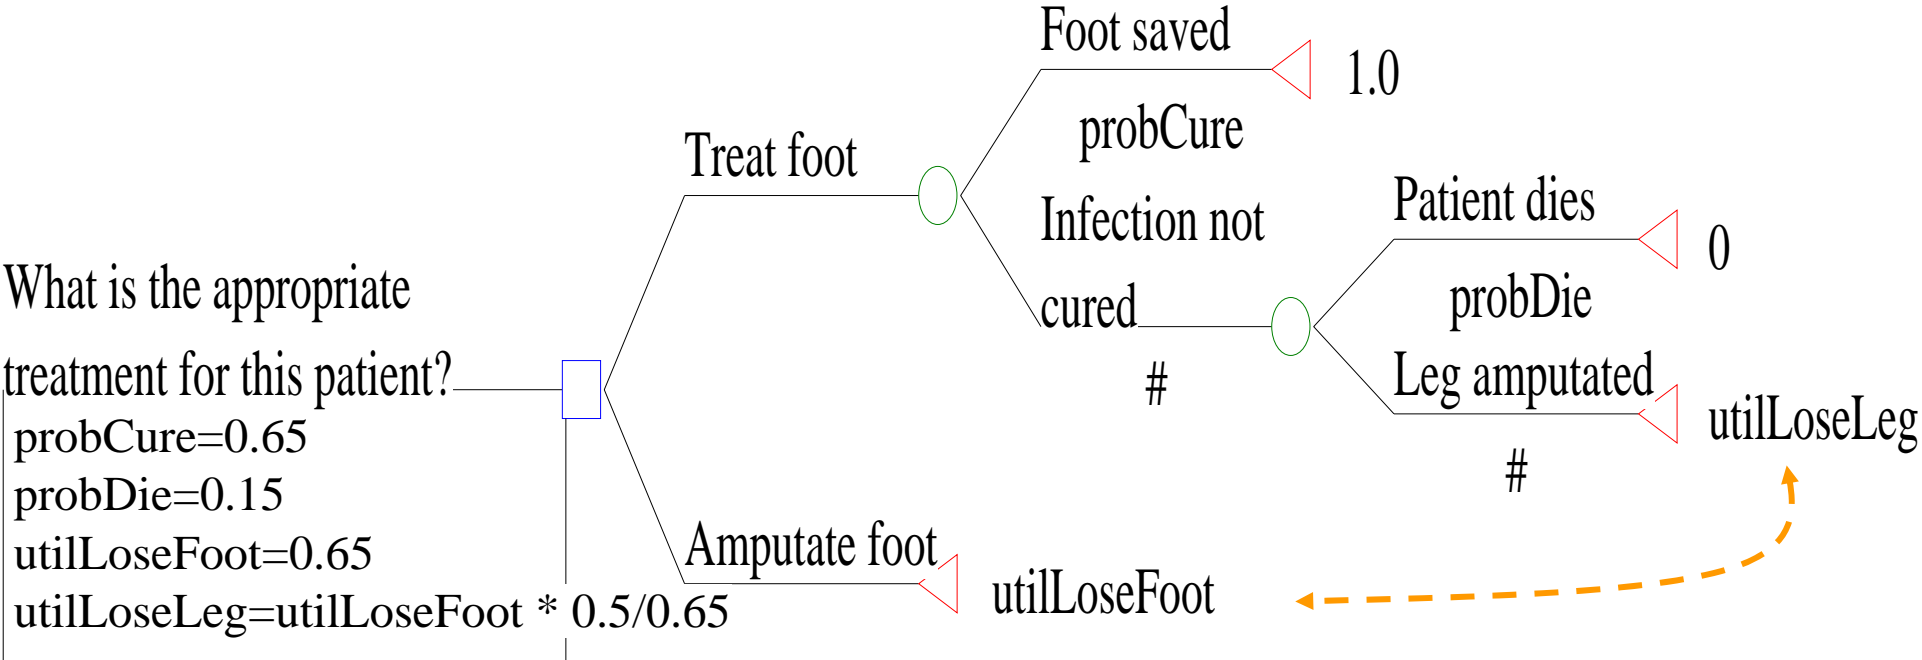 Foot saved
1.0
probCure
Treat foot
Infection not
cured
#
Patient dies
0
probDie
Leg amputated
utilLoseLeg
#
What is the appropriate
treatment for this patient?
probCure=0.65
probDie=0.15
utilLoseFoot=0.65
utilLoseLeg=utilLoseFoot * 0.5/0.65
Amputate foot
utilLoseFoot